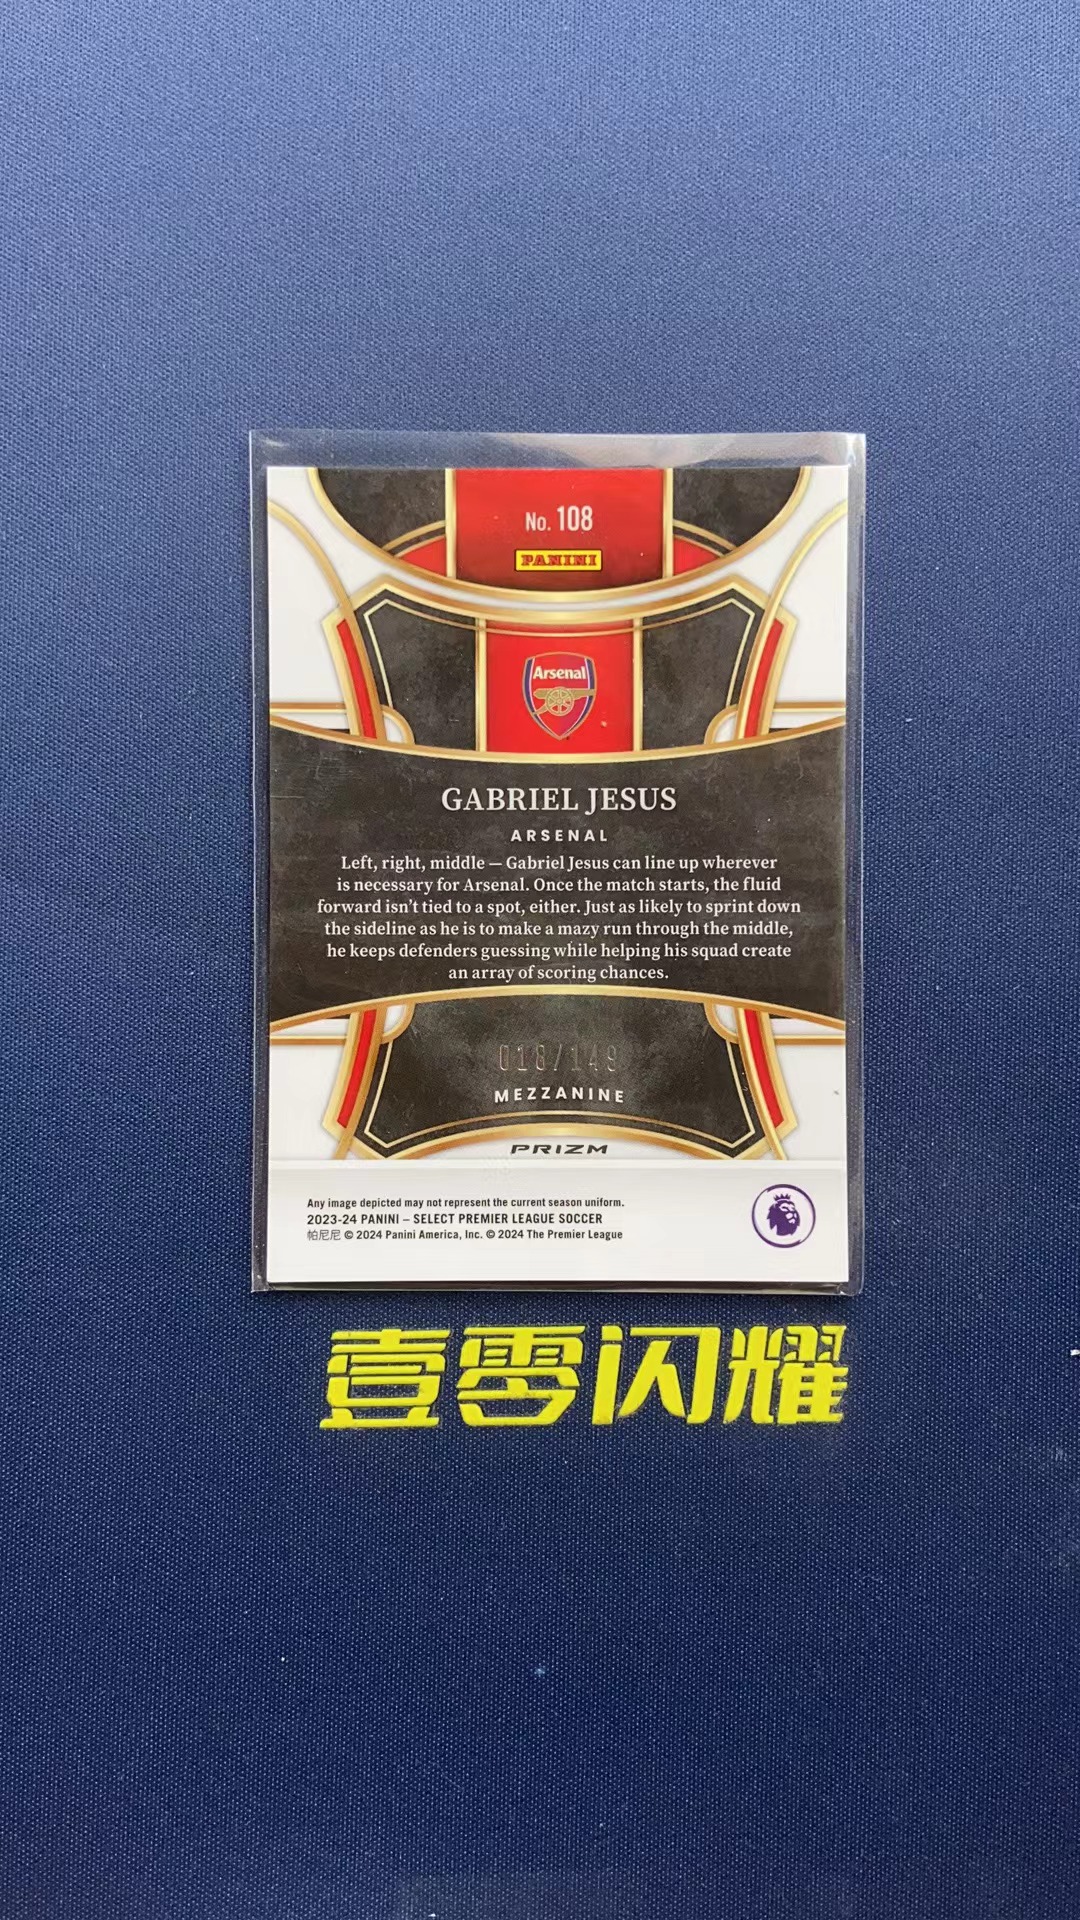 No. 108
PANINI
Arsenal
GABRIEL JESUS
ARSENAL
Left, right, middle — Gabriel Jesus can line up wherever
is necessary for Arsenal. Once the match starts, the fluid
forward isn't tied to a spot, either. Just as likely to sprint down
the sideline as he is to make a mazy run through the middle,
he keeps defenders guessing while helping his squad create
an array of scoring chances.
018/149
MEZZANINE
PRIZM
Any image depicted may not represent the current season uniform.
2023-24 PANINI – SELECT PREMIER LEAGUE SOCCER
帕尼尼 © 2024 Panini America, Inc. © 2024 The Premier League
壹零闪耀